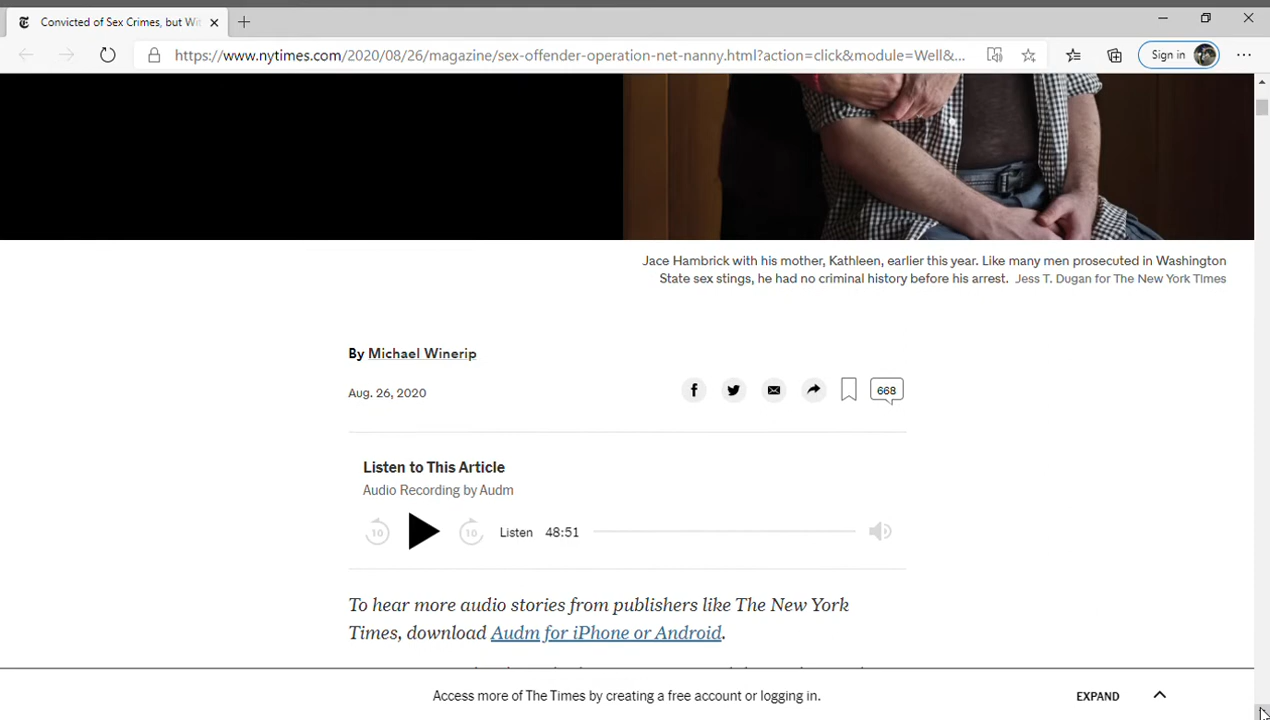 Convicted of Sex Crimes, but Wit
https://www.nytimes.com/2020/08/26/magazine/sex-offender-operation-net-nanny.html?action=click&module=Well&...
Sign in
Jace Hambrick with his mother, Kathleen, earlier this year. Like many men prosecuted in Washington
State sex stings, he had no criminal history before his arrest. Jess T. Dugan for The New York Times
By Michael Winerip
Aug. 26, 2020
668
Listen to This Article
Audio Recording by Audm
10
10
Listen 48:51
To hear more audio stories from publishers like The New York
Times, download Audm for iPhone or Android.
Access more of The Times by creating a free account or logging in.
EXPAND